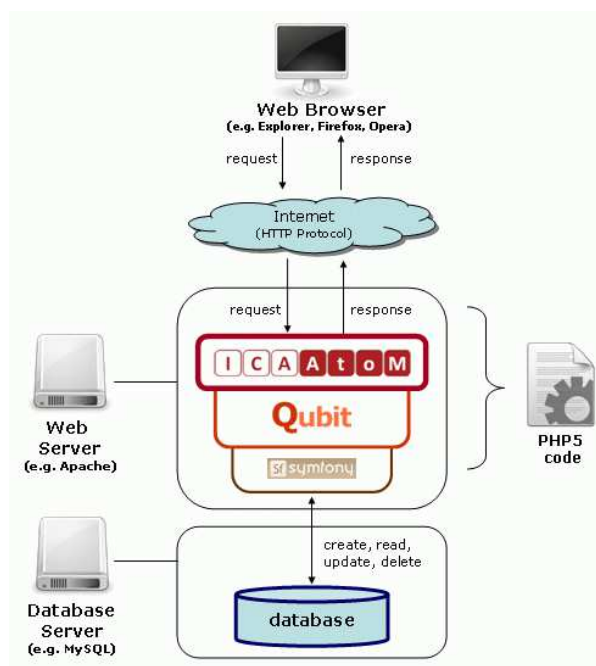 Web Browser
(e.g. Explorer, Firefox, Opera)
request
response
Internet
(HTTP Protocol)
request
response
ICAAtoM
Qubit
Sf symfony
Web
Server
(e.g. Apache)
PHP5
code
create, read,
update, delete
database
Database
Server
(e.g. MySQL)